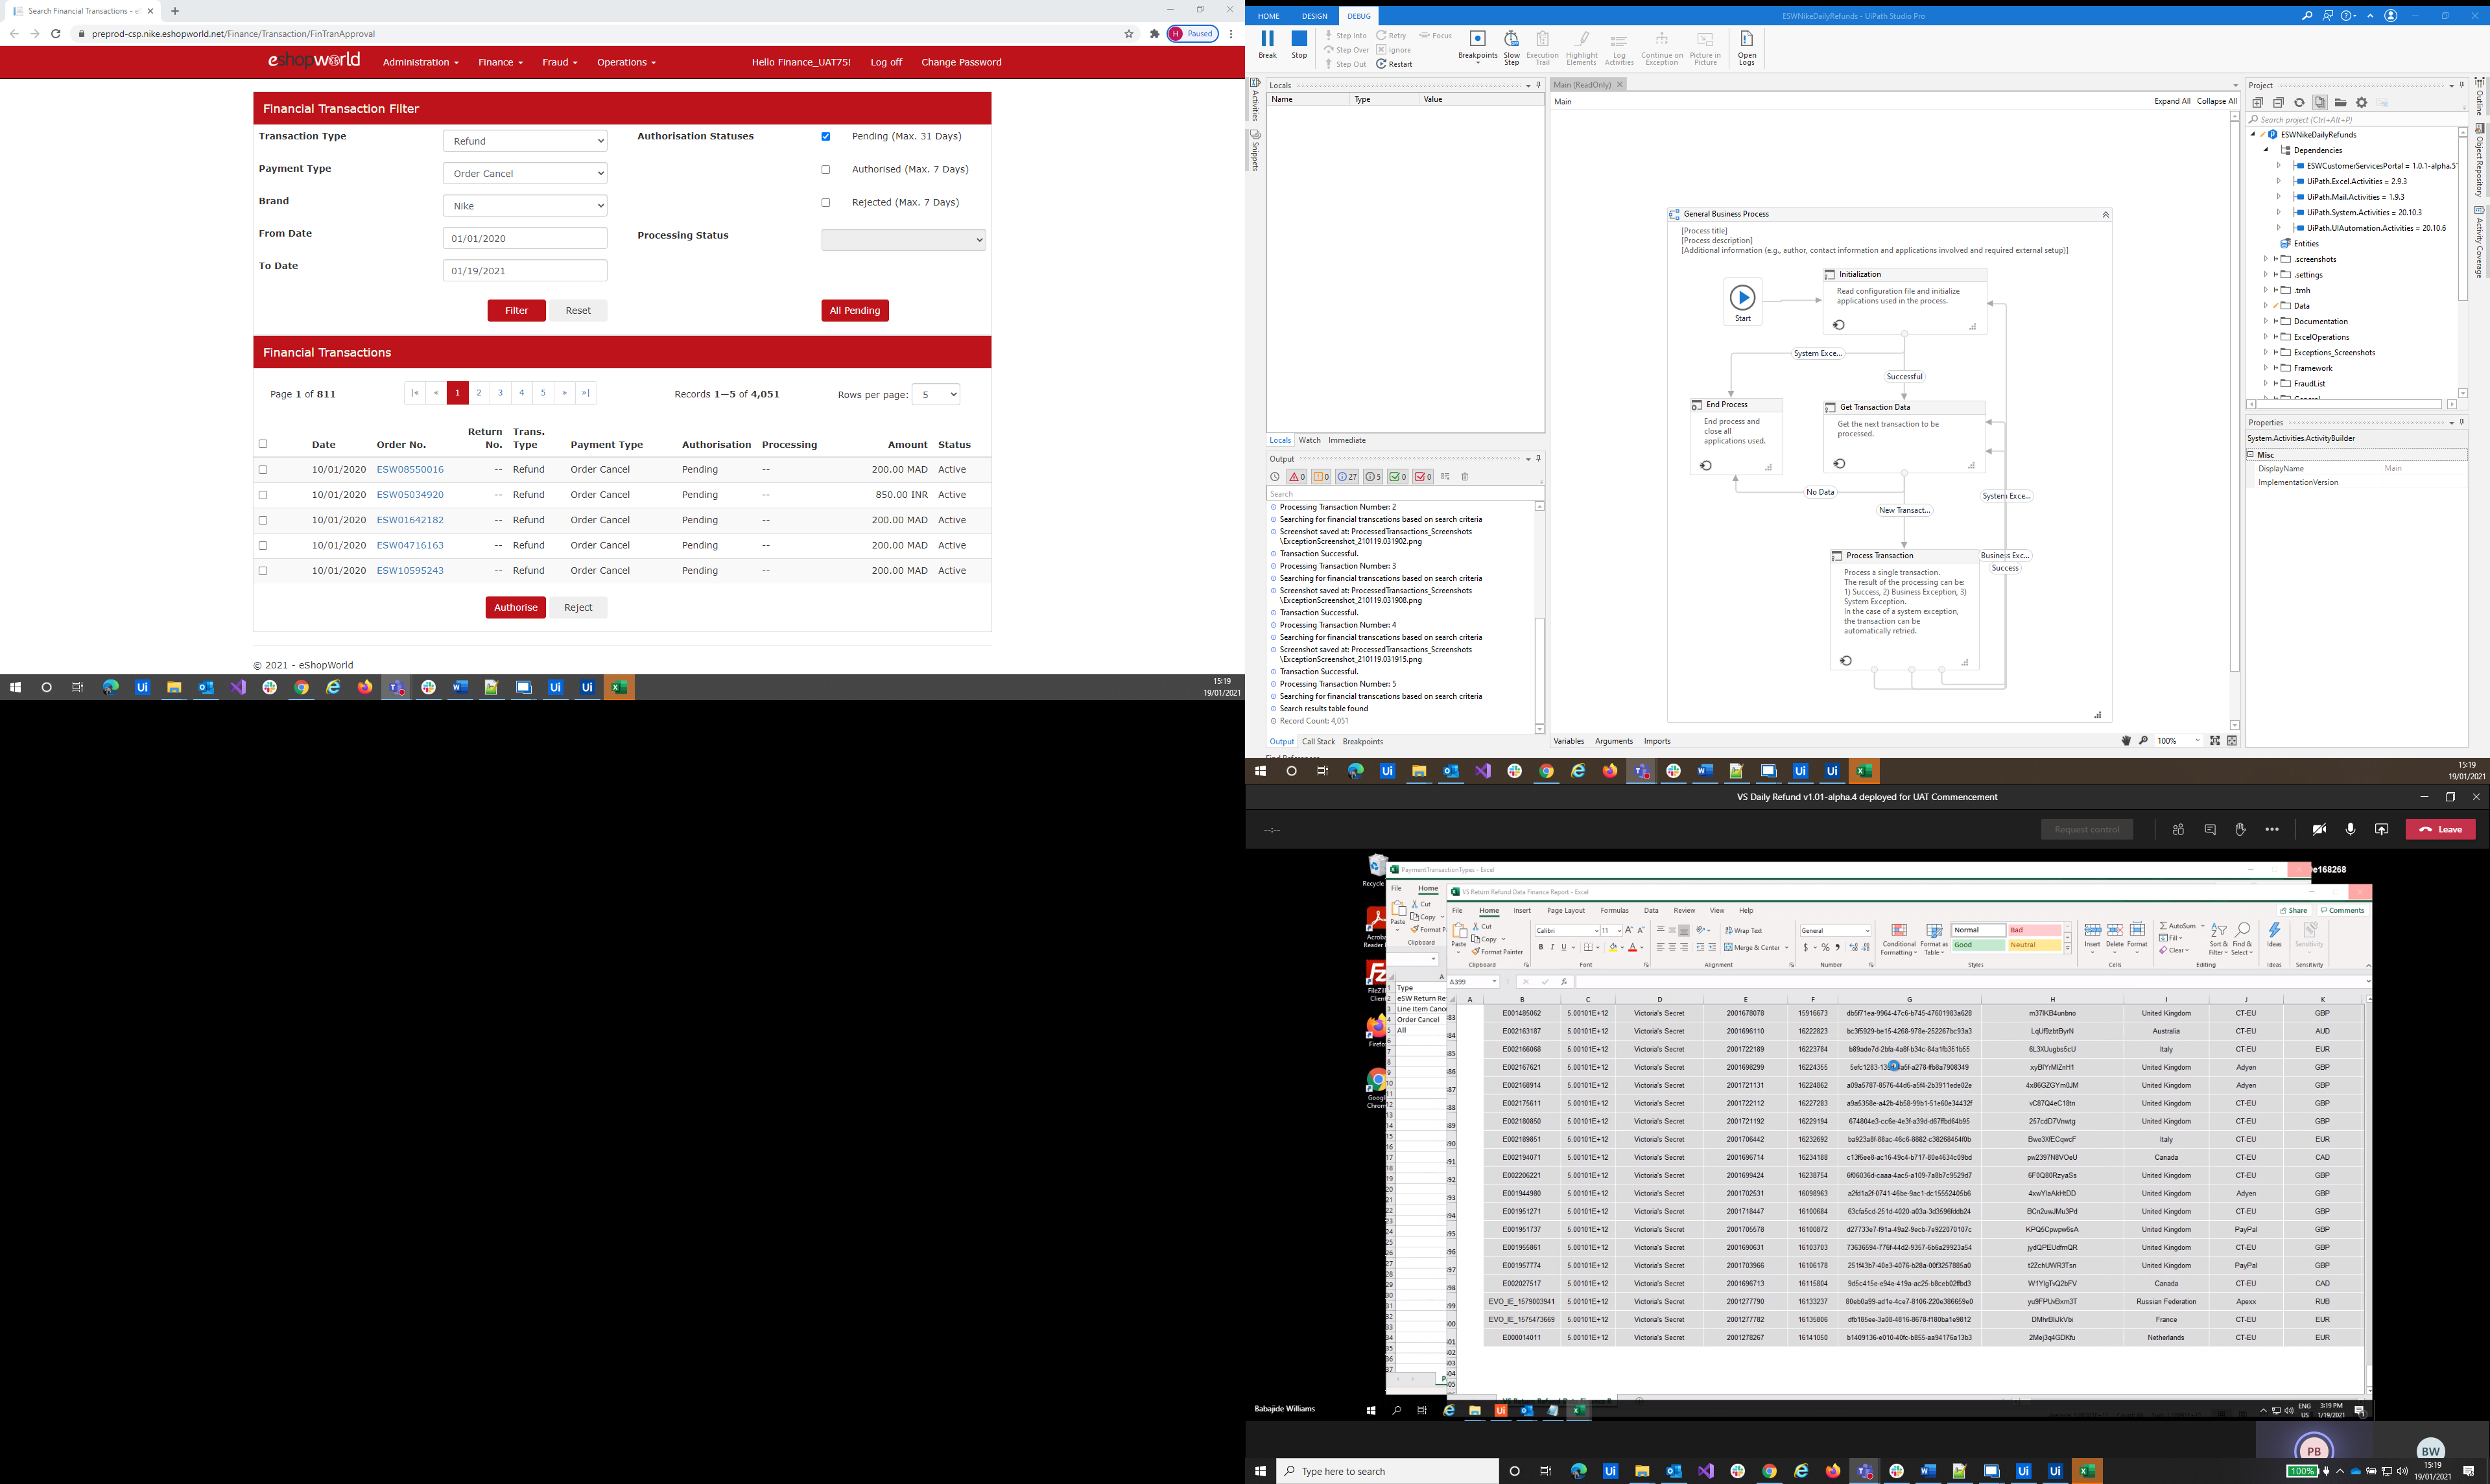 Search Financial Transactions - e
preprod-csp.nike.eshopworld.net/Finance/Transaction/FinTranApproval
Paused
eshopworld
Administration
Finance
Fraud
Operations
Hello Finance_UAT75!
Log off
Change Password
Financial Transaction Filter
Transaction Type Refund
Authorisation Statuses
Pending (Max. 31 Days)
Payment Type Order Cancel
Authorised (Max. 7 Days)
Brand Nike
Rejected (Max. 7 Days)
From Date 01/01/2020
Processing Status
To Date 01/19/2021
Filter Reset All Pending
Financial Transactions
Page 1 of 811
|« « 1 2 3 4 5 » »|
Records 1—5 of 4,051
Rows per page: 5
Date Order No. Return No. Trans. Type Payment Type Authorisation Processing Amount Status
10/01/2020 ESW08550016 -- Refund Order Cancel Pending -- 200.00 MAD Active
10/01/2020 ESW05034920 -- Refund Order Cancel Pending -- 850.00 INR Active
10/01/2020 ESW01642182 -- Refund Order Cancel Pending -- 200.00 MAD Active
10/01/2020 ESW04716163 -- Refund Order Cancel Pending -- 200.00 MAD Active
10/01/2020 ESW10595243 -- Refund Order Cancel Pending -- 200.00 MAD Active
Authorise Reject
© 2021 - eShopWorld
15:19
19/01/2021
HOME DESIGN DEBUG
ESWNikeDailyRefunds - UiPath Studio Pro
Break Stop
Step Into Retry Focus
Step Over Ignore
Step Out Restart
Breakpoints Slow Step Execution Trail Highlight Elements Log Activities Continue on Exception Picture in Picture Open Logs
Activities
Snippets
Locals
Name Type Value
Locals Watch Immediate
Output
0 0 27 5 0 0
Search
Processing Transaction Number: 2
Searching for financial transcations based on search criteria
Screenshot saved at: ProcessedTransactions_Screenshots
\ExceptionScreenshot_210119.031902.png
Transaction Successful.
Processing Transaction Number: 3
Searching for financial transcations based on search criteria
Screenshot saved at: ProcessedTransactions_Screenshots
\ExceptionScreenshot_210119.031908.png
Transaction Successful.
Processing Transaction Number: 4
Searching for financial transcations based on search criteria
Screenshot saved at: ProcessedTransactions_Screenshots
\ExceptionScreenshot_210119.031915.png
Transaction Successful.
Processing Transaction Number: 5
Searching for financial transcations based on search criteria
Search results table found
Record Count: 4,051
Output Call Stack Breakpoints
Main (ReadOnly)
Main
Expand All Collapse All
General Business Process
[Process title]
[Process description]
[Additional information (e.g., author, contact information and applications involved and required external setup)]
Start
Initialization
Read configuration file and initialize
applications used in the process.
System Exce...
Successful
End Process
End process and
close all
applications used.
Get Transaction Data
Get the next transaction to be
processed.
No Data
System Exce...
New Transact...
Process Transaction
Process a single transaction.
The result of the processing can be:
1) Success, 2) Business Exception, 3)
System Exception.
In the case of a system exception,
the transaction can be
automatically retried.
Business Exc...
Success
Variables Arguments Imports
100%
Project
Search project (Ctrl+Alt+P)
ESWNikeDailyRefunds
Dependencies
ESWCustomerServicesPortal = 1.0.1-alpha.5
UiPath.Excel.Activities = 2.9.3
UiPath.Mail.Activities = 1.9.3
UiPath.System.Activities = 20.10.3
UiPath.UIAutomation.Activities = 20.10.6
Entities
.screenshots
.settings
.tmh
Data
Documentation
ExcelOperations
Exceptions_Screenshots
Framework
FraudList
Properties
System.Activities.ActivityBuilder
Misc
DisplayName Main
ImplementationVersion
Outline
Object Repository
Activity Coverage
15:19
19/01/2021
VS Daily Refund v1.01-alpha.4 deployed for UAT Commencement
--:--
Request control
Leave
PaymentTransactionTypes - Excel
VS Return Refund Data Finance Report - Excel
File Home Insert Page Layout Formulas Data Review View Help
Share Comments
Cut
Copy
Format Painter
Paste
Clipboard
Calibri 11
Font
Wrap Text
Merge & Center
Alignment
General
Number
Conditional Formatting
Format as Table
Normal Bad
Good Neutral
Styles
Insert Delete Format
Cells
AutoSum
Fill
Clear
Sort & Filter
Find & Select
Editing
Ideas
Sensitivity
A399
Type
Order Cancel
All
A B C D E F G H I J K
E001485062 5.00101E+12 Victoria's Secret 2001678078 15916673 db5f71ea-9964-47c6-b745-47601983a628 m37IKB4unbno United Kingdom CT-EU GBP
E002163187 5.00101E+12 Victoria's Secret 2001696110 16222823 bc3f5929-be15-4268-978e-252267bc93a3 LqUf9zbtByrN Australia CT-EU AUD
E002166068 5.00101E+12 Victoria's Secret 2001722189 16223784 b89ade7d-2bfa-4a8f-b34c-84a1fb351b55 6L3XUugbs5cU Italy CT-EU EUR
E002167621 5.00101E+12 Victoria's Secret 2001698299 16224355 xyBIYrMIZnH1 United Kingdom Adyen GBP
E002168914 5.00101E+12 Victoria's Secret 2001721131 16224862 a09a5787-8576-44d6-a5f4-2b3911ede02e 4x86GZGYm0JM United Kingdom Adyen GBP
E002175611 5.00101E+12 Victoria's Secret 2001722112 16227283 a9a5358e-a42b-4b58-99b1-51e60e34432f vC87Q4eC18tn United Kingdom CT-EU GBP
E002180850 5.00101E+12 Victoria's Secret 2001721192 16229194 674804e3-cc6e-4e3f-a39d-d67ffbd64b95 257cdD7Vnwtg United Kingdom CT-EU GBP
E002189851 5.00101E+12 Victoria's Secret 2001706442 16232692 ba923a8f-88ac-46c6-8882-c38268454f0b Bwe3XfECqwcF Italy CT-EU EUR
E002194071 5.00101E+12 Victoria's Secret 2001696714 16234188 c13f6ee8-ac16-49c4-b717-80e4634c09bd pw2397N8VOeU Canada CT-EU CAD
E002206221 5.00101E+12 Victoria's Secret 2001699424 16238754 6f06036d-caaa-4ac5-a109-7a8b7c9529d7 6F0Q80RzyaSs United Kingdom CT-EU GBP
E001944980 5.00101E+12 Victoria's Secret 2001702531 16098963 a2fd1a2f-0741-46be-9ac1-dc15552405b6 4xwYlaAkHtDD United Kingdom Adyen GBP
E001951271 5.00101E+12 Victoria's Secret 2001718447 16100684 63cfa5cd-251d-4020-a03a-3d3596fddb24 BCn2uwJMu3Pd United Kingdom CT-EU GBP
E001951737 5.00101E+12 Victoria's Secret 2001705578 16100872 d27733e7-f91a-49a2-9ecb-7e922070107c KPQ5Cpwpw6sA United Kingdom PayPal GBP
E001955861 5.00101E+12 Victoria's Secret 2001690631 16103703 73636594-776f-44d2-9357-6b6a29923a54 jydQPEUdfmQR United Kingdom CT-EU GBP
E001957774 5.00101E+12 Victoria's Secret 2001703966 16106178 251f43b7-40e3-4076-b28a-00f3257885a0 t2ZchUWR3Tsn United Kingdom PayPal GBP
E002027517 5.00101E+12 Victoria's Secret 2001696713 16115804 9d5c415e-e94e-419a-ac25-b8ceb02ffbd3 W1YIgTvQ2bFV Canada CT-EU CAD
EVO_IE_1579003941 5.00101E+12 Victoria's Secret 2001277790 16133237 80eb0a99-ad1e-4ce7-8106-220e386659e0 yu9FPUvBxm3T Russian Federation Apexx RUB
EVO_IE_1575473669 5.00101E+12 Victoria's Secret 2001277782 16135806 dfb185ee-3a08-4816-8678-f180ba1e9812 DMhrBliJkVbi France CT-EU EUR
E000014011 5.00101E+12 Victoria's Secret 2001278267 16141050 b1409136-e010-40fc-b855-aa94176a13b3 2Mej3q4GDKfu Netherlands CT-EU EUR
Babajide Williams
ENG
US
3:19 PM
1/19/2021
PB
BW
Type here to search
100%
15:19
19/01/2021